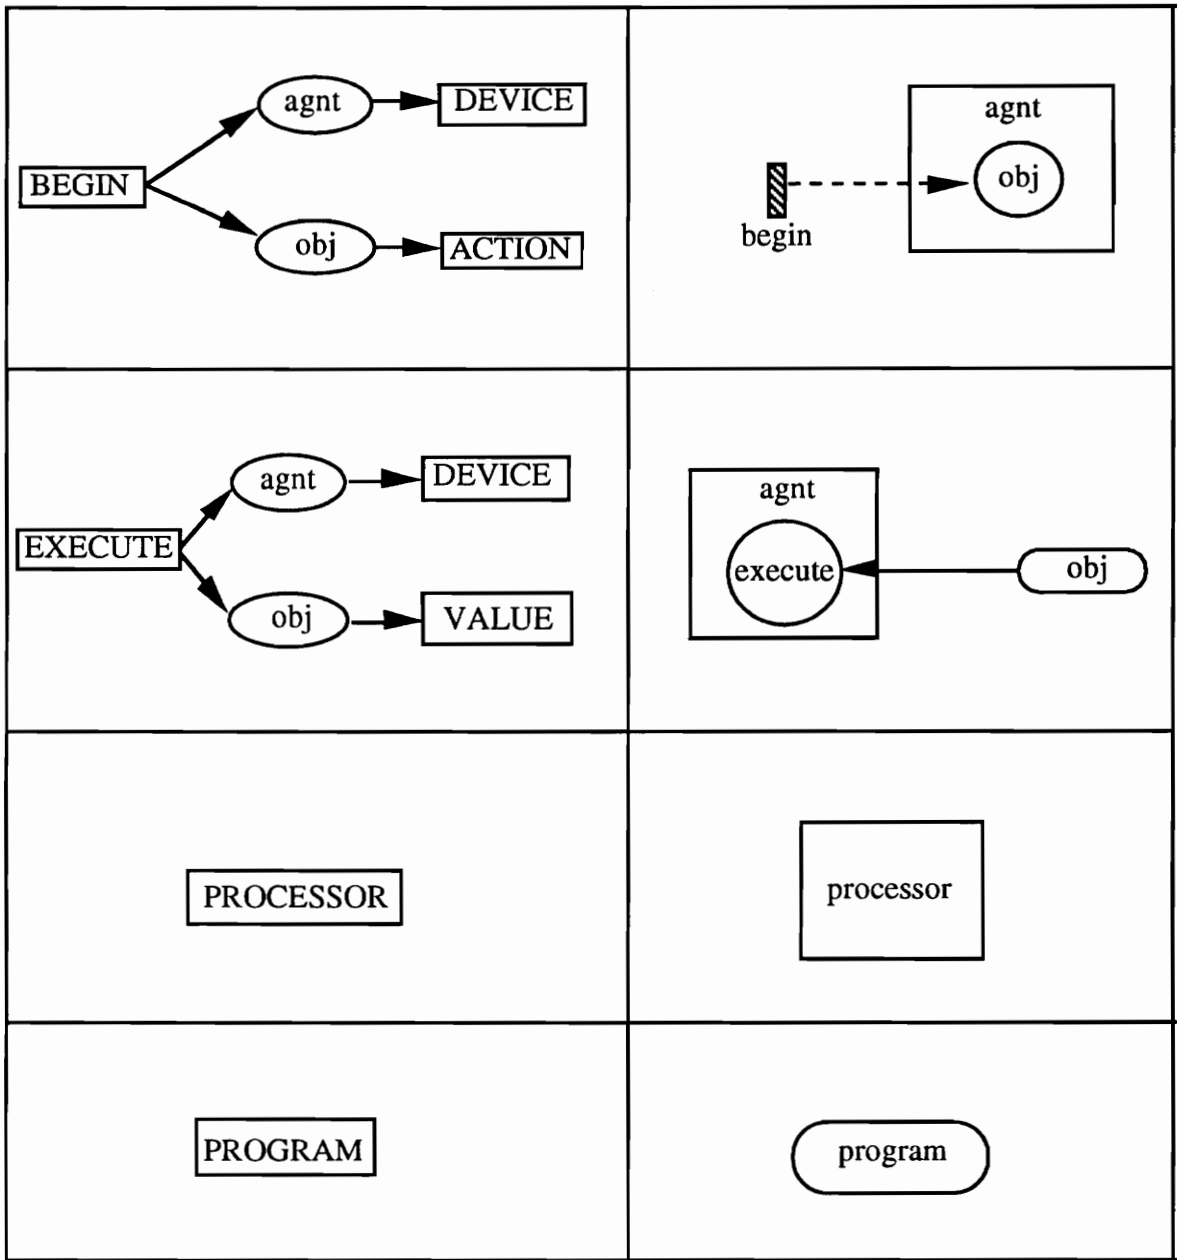 agnt
DEVICE
BEGIN
obj
ACTION
agnt
obj
begin
agnt
DEVICE
EXECUTE
obj
VALUE
agnt
execute
obj
PROCESSOR
processor
PROGRAM
program